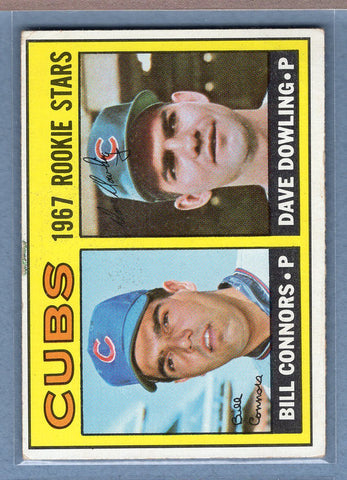 1967 ROOKIE STARS
CUBS
DAVE DOWLING • P
C
BILL CONNORS • P
C
Bill
Connors